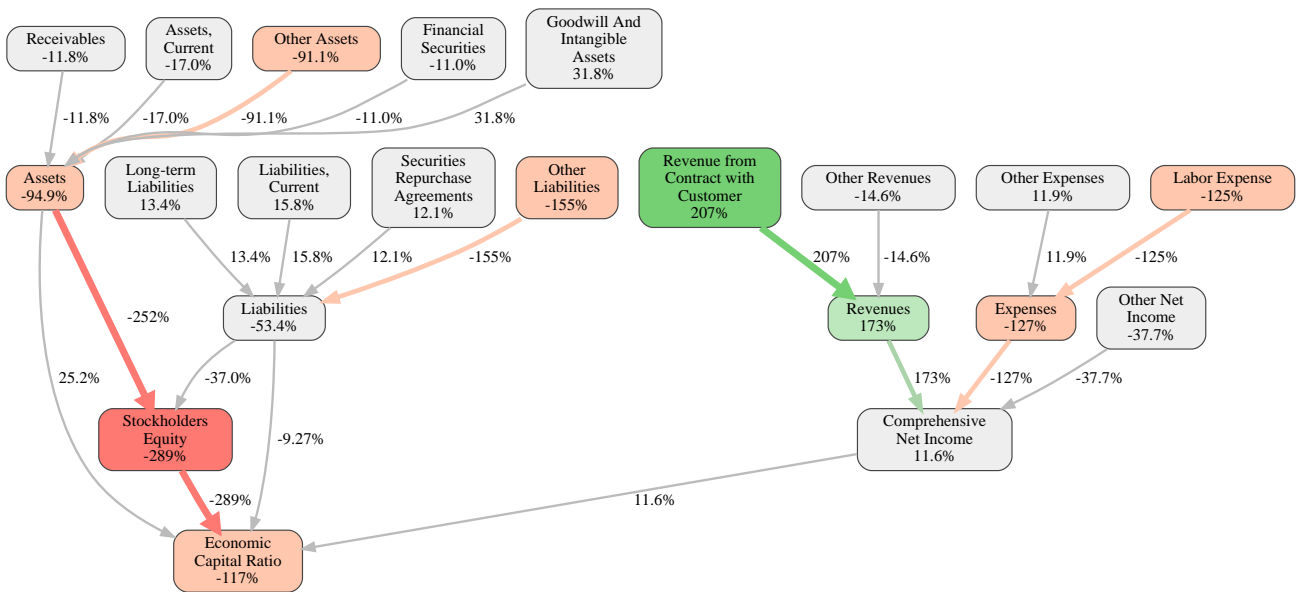 Receivables
-11.8%
Assets,
Current
-17.0%
Other Assets
-91.1%
Financial
Securities
-11.0%
Goodwill And
Intangible
Assets
31.8%
-11.8%
-17.0%
-91.1%
-11.0%
31.8%
Assets
-94.9%
Long-term
Liabilities
13.4%
Liabilities,
Current
15.8%
Securities
Repurchase
Agreements
12.1%
Other
Liabilities
-155%
Revenue from
Contract with
Customer
207%
Other Revenues
-14.6%
Other Expenses
11.9%
Labor Expense
-125%
13.4%
15.8%
12.1%
-155%
207%
-14.6%
11.9%
-125%
-252%
Liabilities
-53.4%
Revenues
173%
Expenses
-127%
Other Net
Income
-37.7%
25.2%
-37.0%
173%
-127%
-37.7%
Stockholders
Equity
-289%
-9.27%
Comprehensive
Net Income
11.6%
-289%
11.6%
Economic
Capital Ratio
-117%